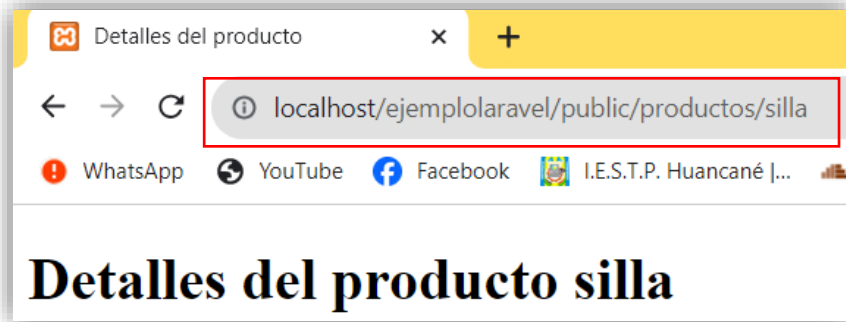 Detalles del producto
localhost/ejemplolaravel/public/productos/silla
WhatsApp YouTube Facebook I.E.S.T.P. Huancané |...
Detalles del producto silla